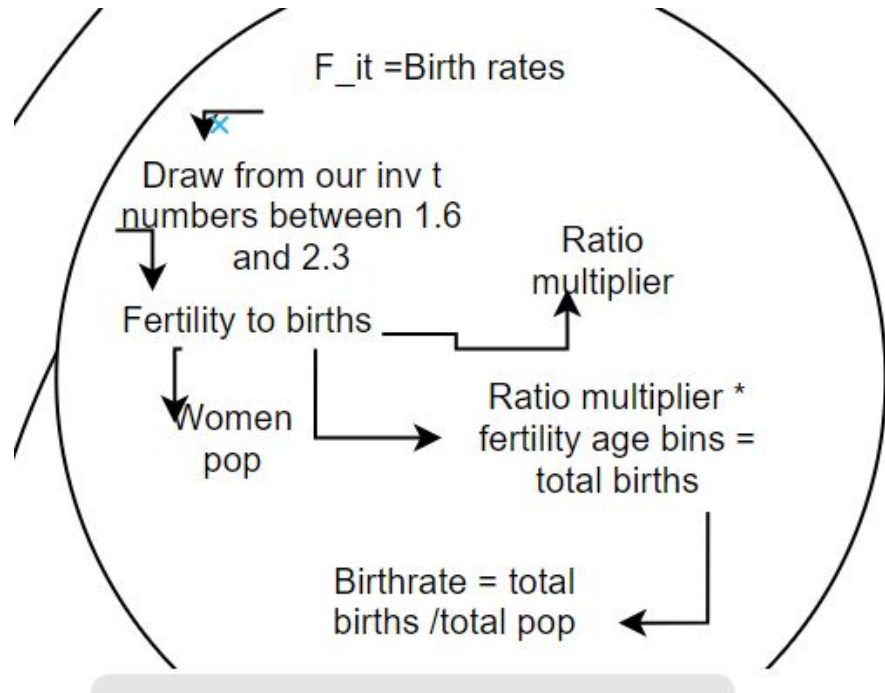 F_it =Birth rates
Draw from our inv t
numbers between 1.6
and 2.3
Ratio
multiplier
Fertility to births
Women
pop
Ratio multiplier *
fertility age bins =
total births
Birthrate = total
births /total pop